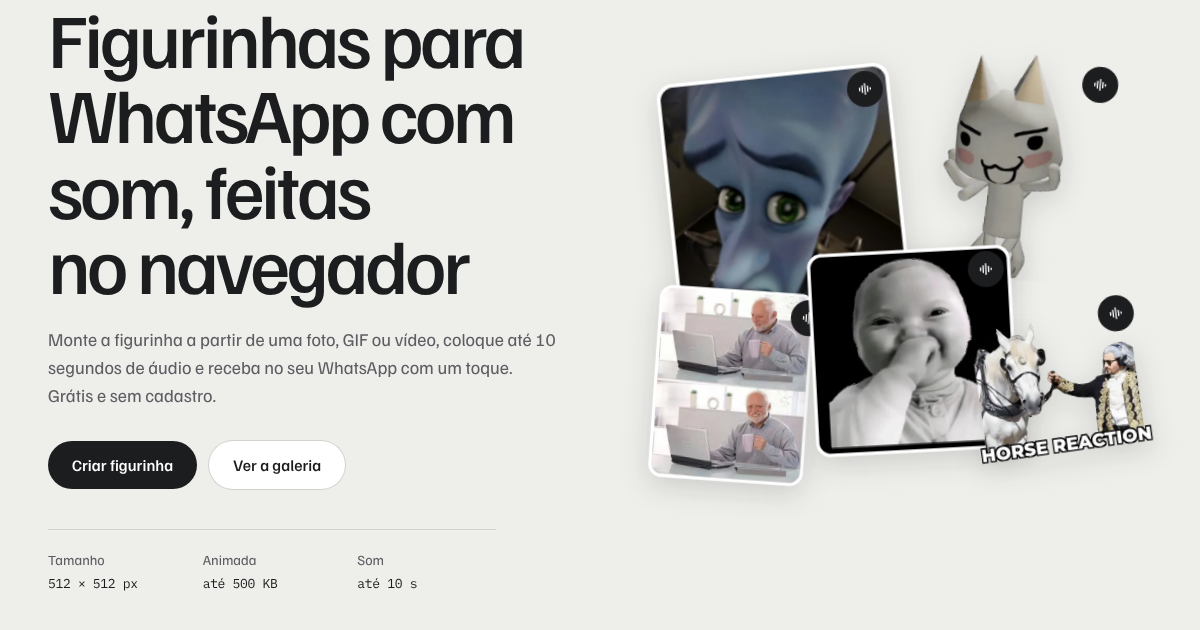 Figurinhas para
WhatsApp com
som, feitas
no navegador
Monte a figurinha a partir de uma foto, GIF ou vídeo, coloque até 10
segundos de áudio e receba no seu WhatsApp com um toque.
Grátis e sem cadastro.
Criar figurinha
Ver a galeria
Tamanho
Animada
Som
512 × 512 px
até 500 KB
até 10 s
HORSE REACTION